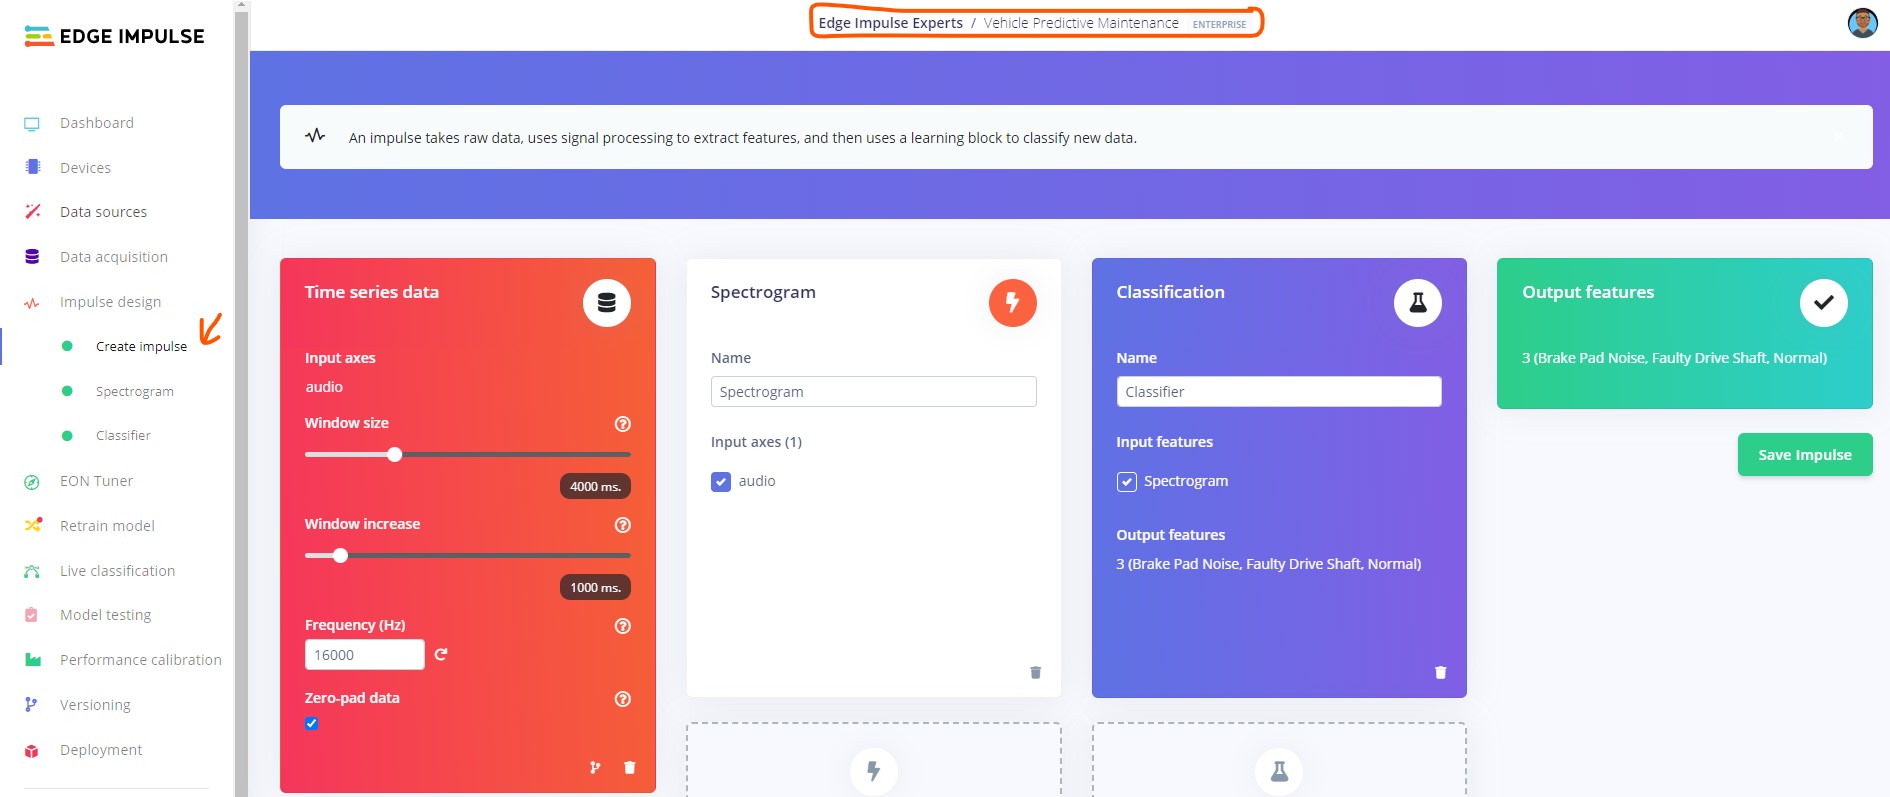 EDGE IMPULSE
Edge Impulse Experts / Vehicle Predictive Maintenance ENTERPRISE
Dashboard
Devices
Data sources
Data acquisition
Impulse design
Create impulse
Spectrogram
Classifier
EON Tuner
Retrain model
Live classification
Model testing
Performance calibration
Versioning
Deployment
An impulse takes raw data, uses signal processing to extract features, and then uses a learning block to classify new data.
Time series data
Input axes
audio
Window size
4000 ms.
Window increase
1000 ms.
Frequency (Hz)
16000
Zero-pad data
Spectrogram
Name
Spectrogram
Input axes (1)
audio
Classification
Name
Classifier
Input features
Spectrogram
Output features
3 (Brake Pad Noise, Faulty Drive Shaft, Normal)
Output features
3 (Brake Pad Noise, Faulty Drive Shaft, Normal)
Save Impulse